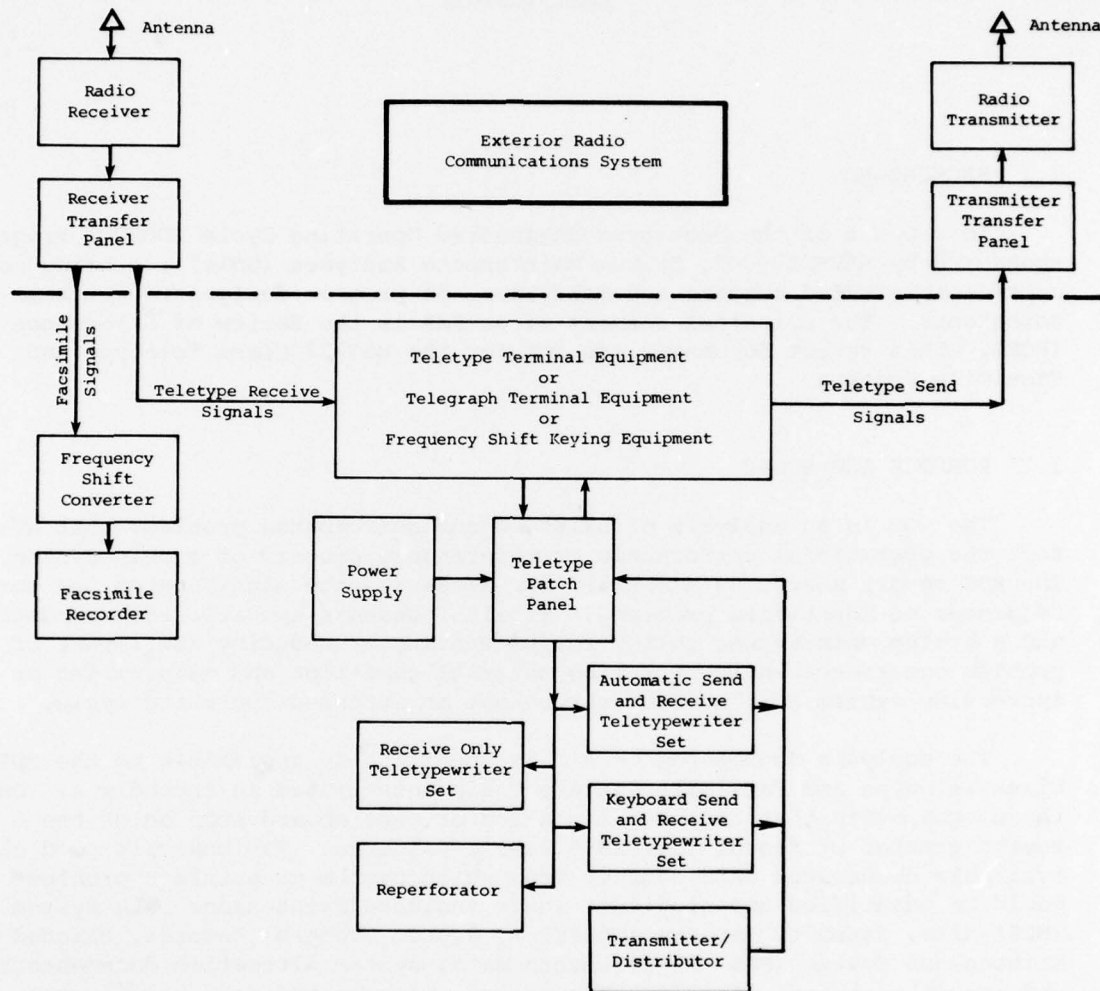 Antenna
Antenna
Radio
Receiver
Radio
Transmitter
Exterior Radio
Communications System
Receiver
Transfer
Panel
Transmitter
Transfer
Panel
Facsimile
Signals
Teletype Receive
Signals
Teletype Terminal Equipment
or
Telegraph Terminal Equipment
or
Frequency Shift Keying Equipment
Teletype Send
Signals
Frequency
Shift
Converter
Facsimile
Recorder
Power
Supply
Teletype
Patch
Panel
Automatic Send
and Receive
Teletypewriter
Set
Receive Only
Teletypewriter
Set
Keyboard Send
and Receive
Teletypewriter
Set
Reperforator
Transmitter/
Distributor